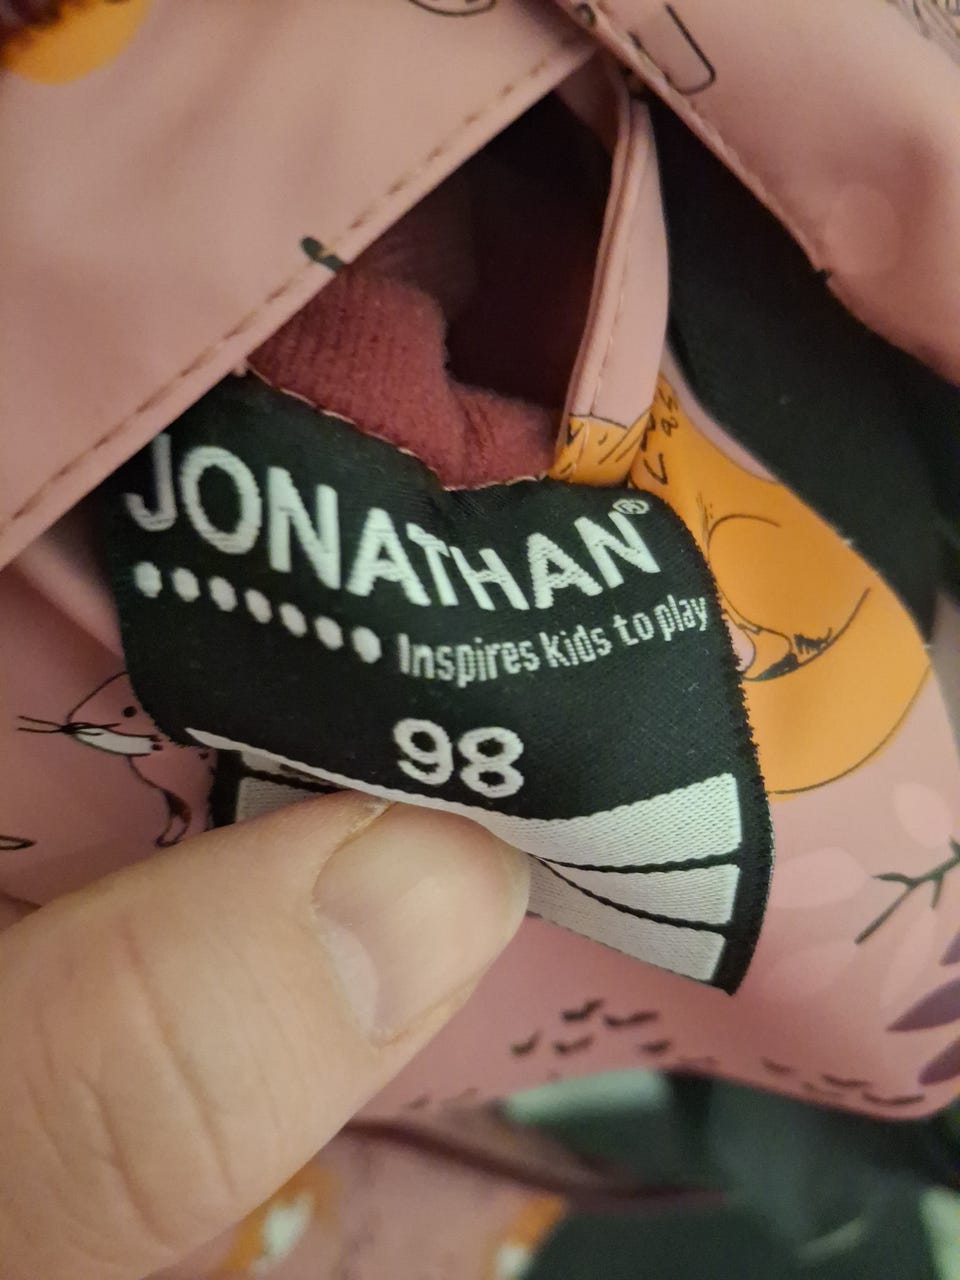 JONATHAN®
Inspires kids to play
98